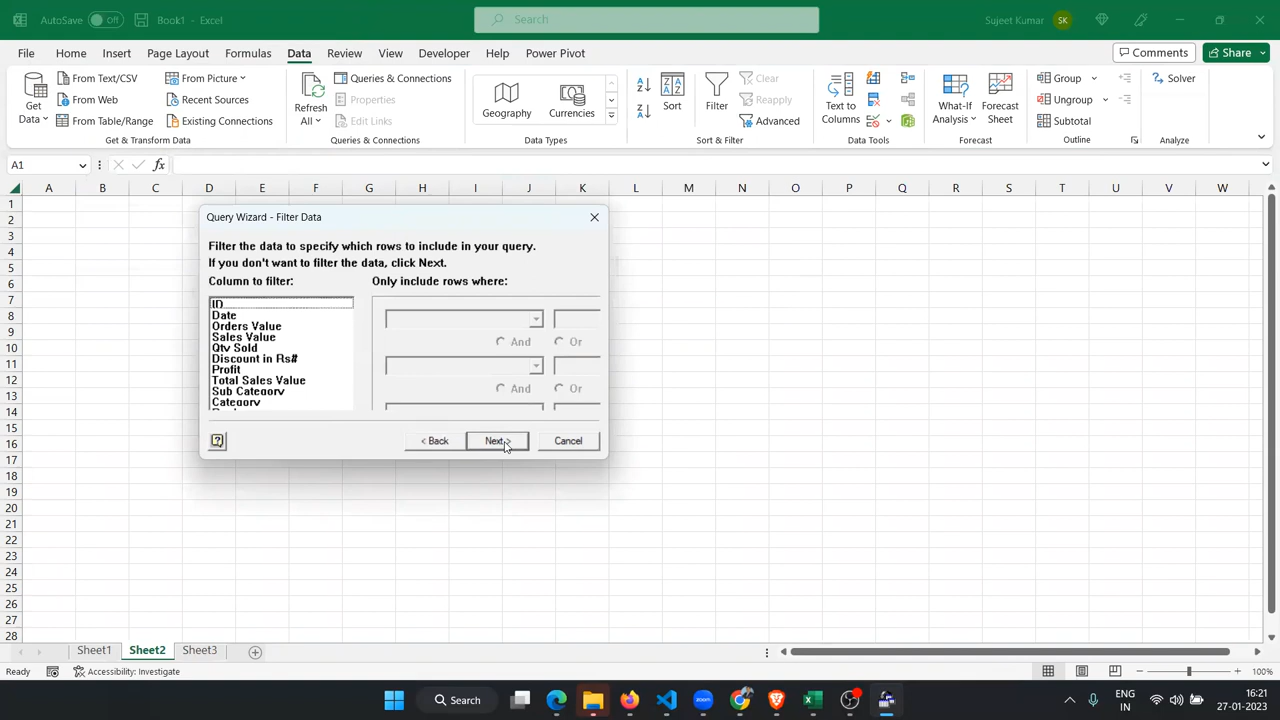 AutoSave Off Book1 - Excel Search Sujeet Kumar SK
File Home Insert Page Layout Formulas Data Review View Developer Help Power Pivot Comments Share
Get Data From Text/CSV From Web From Table/Range From Picture Recent Sources Existing Connections
Refresh All Queries & Connections Properties Edit Links
Geography Currencies
Sort Filter Clear Reapply Advanced
Text to Columns What-If Analysis Forecast Sheet
Group Ungroup Subtotal Solver
Get & Transform Data Queries & Connections Data Types Sort & Filter Data Tools Forecast Outline Analyze
A1 fx
A B C D E F G H I J K L M N O P Q R S T U V W
1
2
3
4
5
6
7
8
9
10
11
12
13
14
15
16
17
18
19
20
21
22
23
24
25
26
27
28
Query Wizard - Filter Data
Filter the data to specify which rows to include in your query.
If you don't want to filter the data, click Next.
Column to filter: Only include rows where:
ID
Date
Orders Value
Sales Value
Qty Sold
Discount in Rs#
Profit
Total Sales Value
Sub Category
Category
And Or
And Or
< Back Next > Cancel
Sheet1 Sheet2 Sheet3
Ready Accessibility: Investigate 100%
Search ENG IN 16:21 27-01-2023